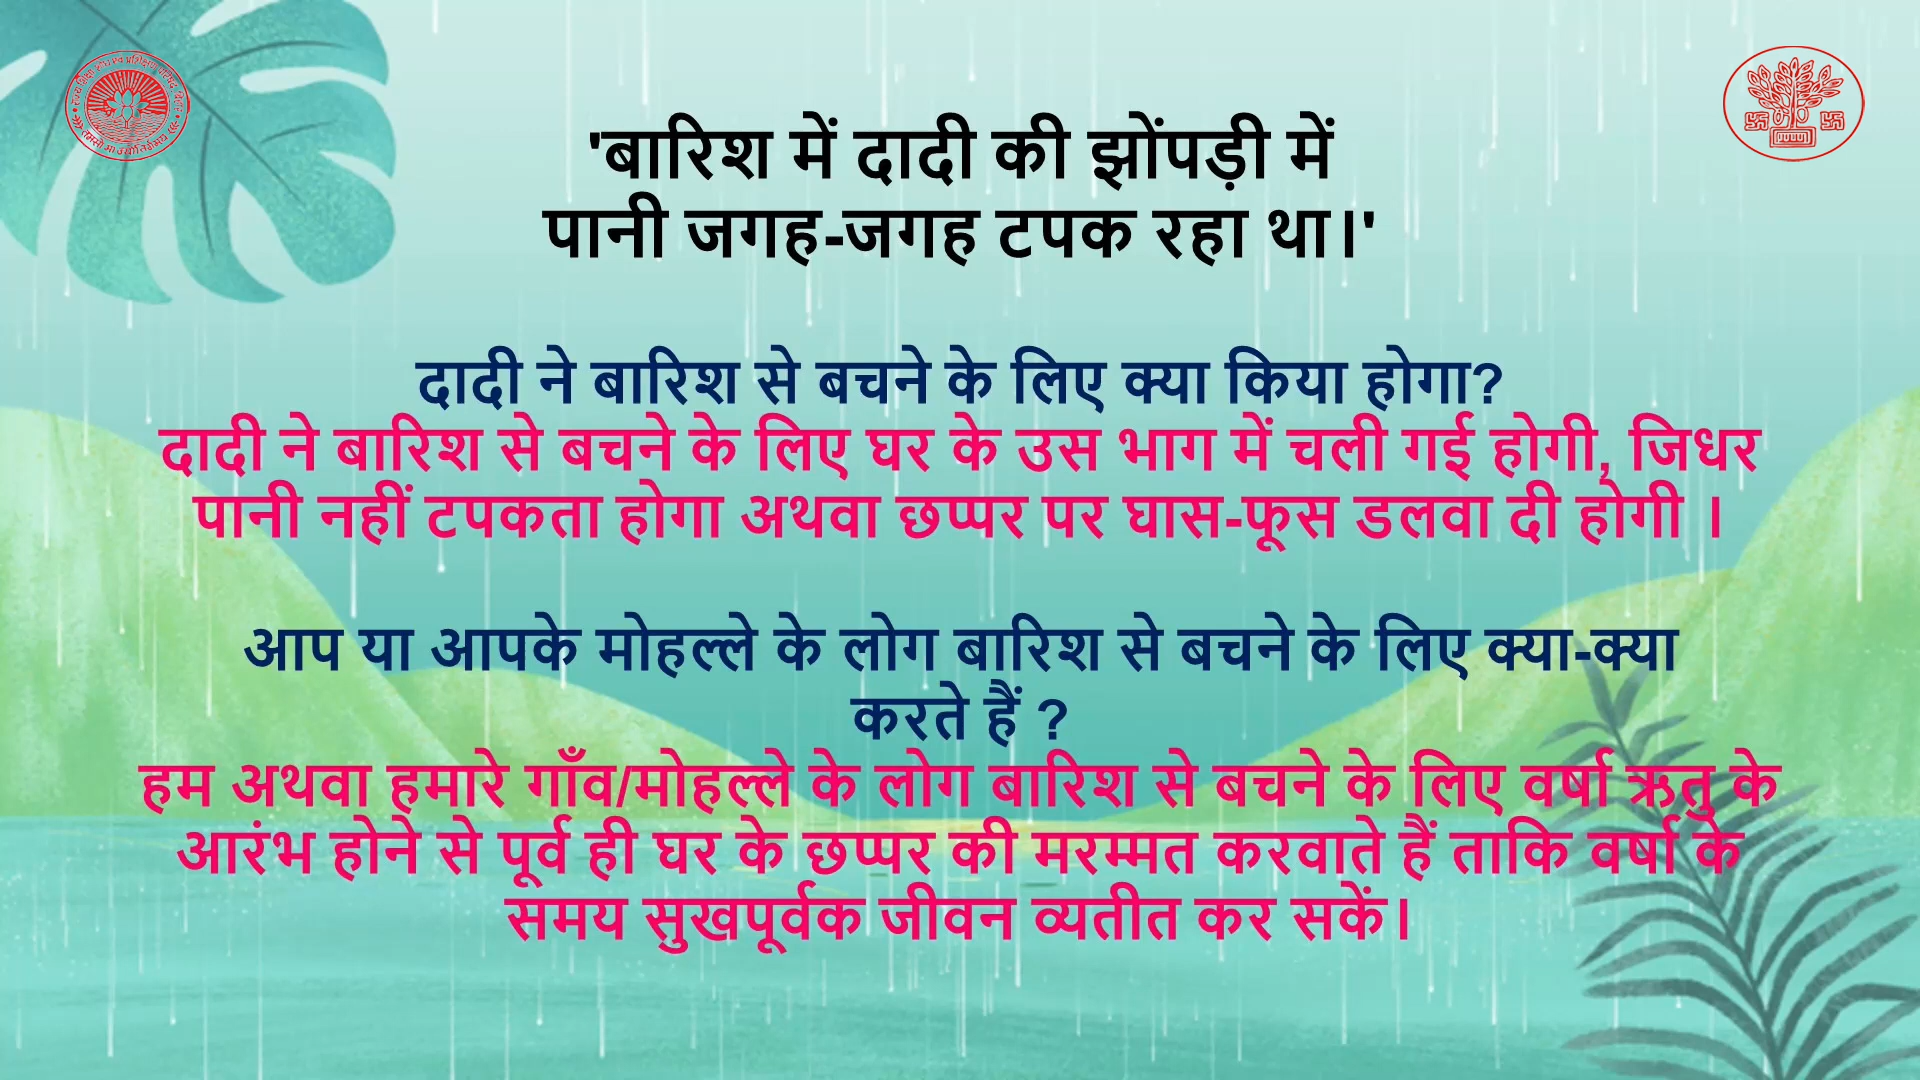 'बारिश में दादी की झोंपड़ी में
पानी जगह-जगह टपक रहा था।'
दादी ने बारिश से बचने के लिए क्या किया होगा?
दादी ने बारिश से बचने के लिए घर के उस भाग में चली गई होगी, जिधर
पानी नहीं टपकता होगा अथवा छप्पर पर घास-फूस डलवा दी होगी ।
आप या आपके मोहल्ले के लोग बारिश से बचने के लिए क्या-क्या
करते हैं ?
हम अथवा हमारे गाँव/मोहल्ले के लोग बारिश से बचने के लिए वर्षा ऋतु के
आरंभ होने से पूर्व ही घर के छप्पर की मरम्मत करवाते हैं ताकि वर्षा के
समय सुखपूर्वक जीवन व्यतीत कर सकें।